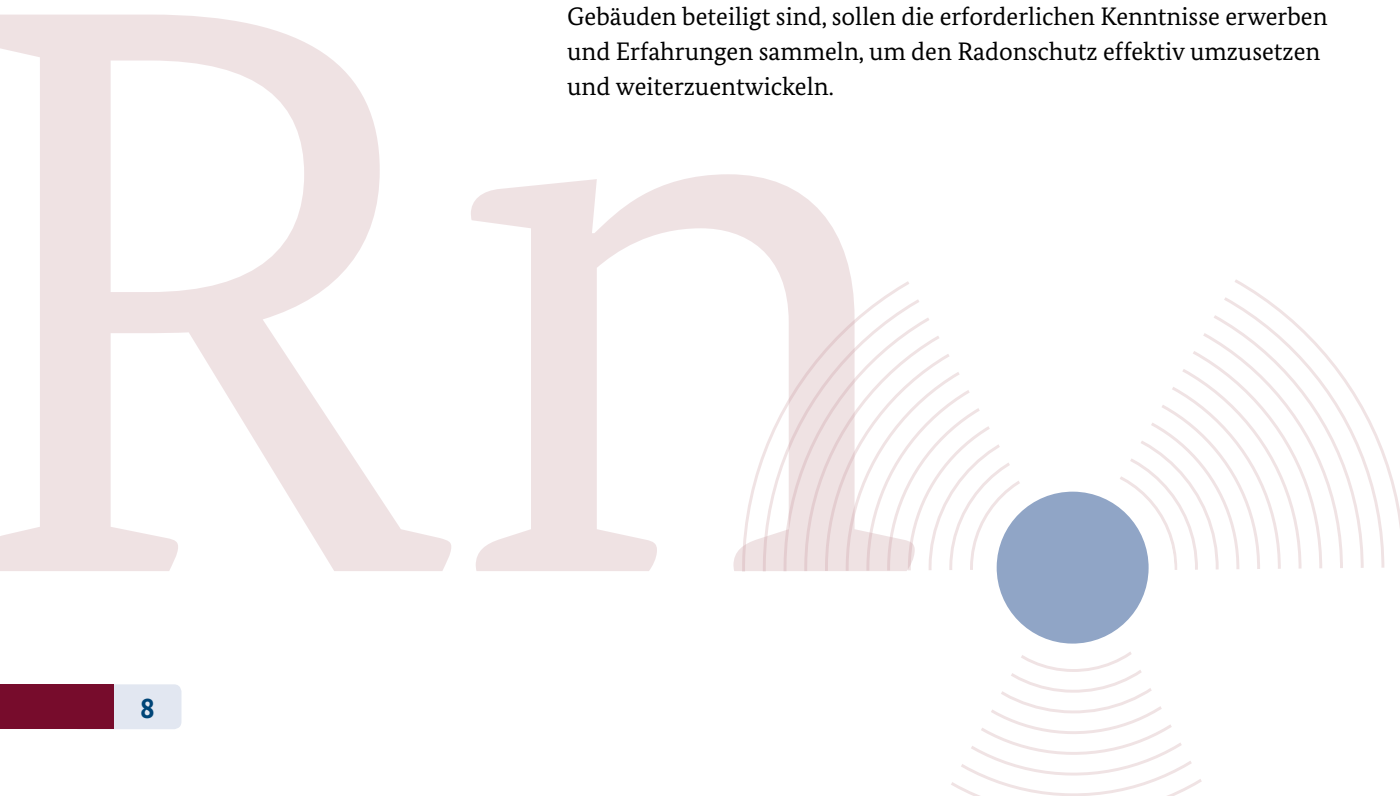 Gebäuden beteiligt sind, sollen die erforderlichen Kenntnisse erwerben
und Erfahrungen sammeln, um den Radonschutz effektiv umzusetzen
und weiterzuentwickeln.
Rn
8